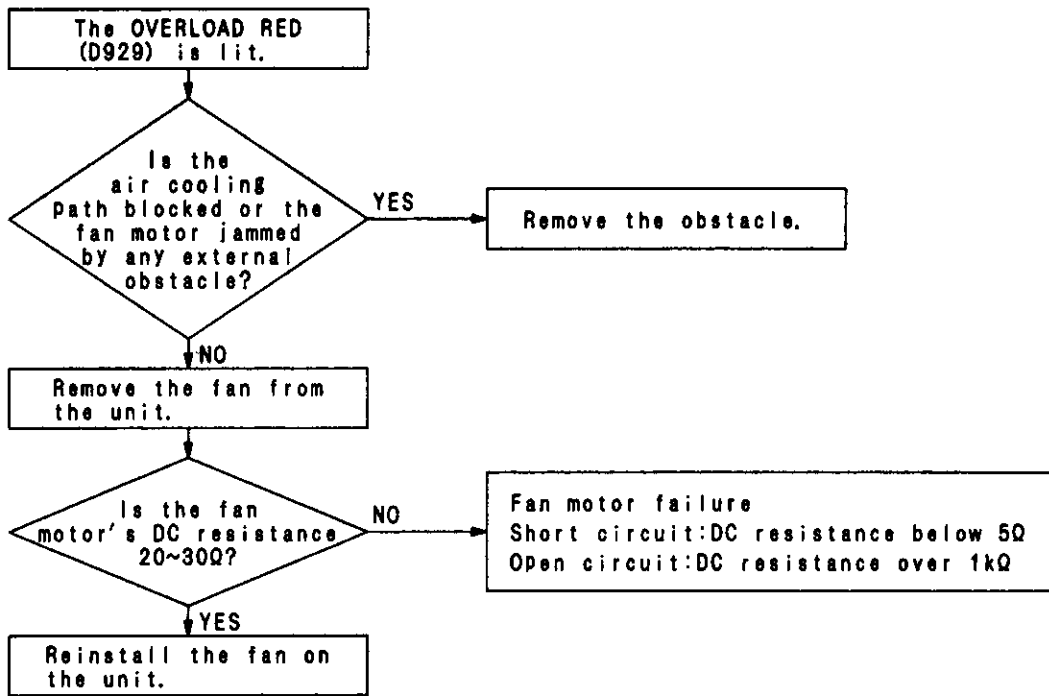 The OVERLOAD RED
(D929) is lit.
Is the
air cooling
path blocked or the
fan motor jammed
by any external
obstacle?
YES
Remove the obstacle.
NO
Remove the fan from
the unit.
Is the fan
motor's DC resistance
20~30Ω?
NO
Fan motor failure
Short circuit:DC resistance below 5Ω
Open circuit:DC resistance over 1kΩ
YES
Reinstall the fan on
the unit.